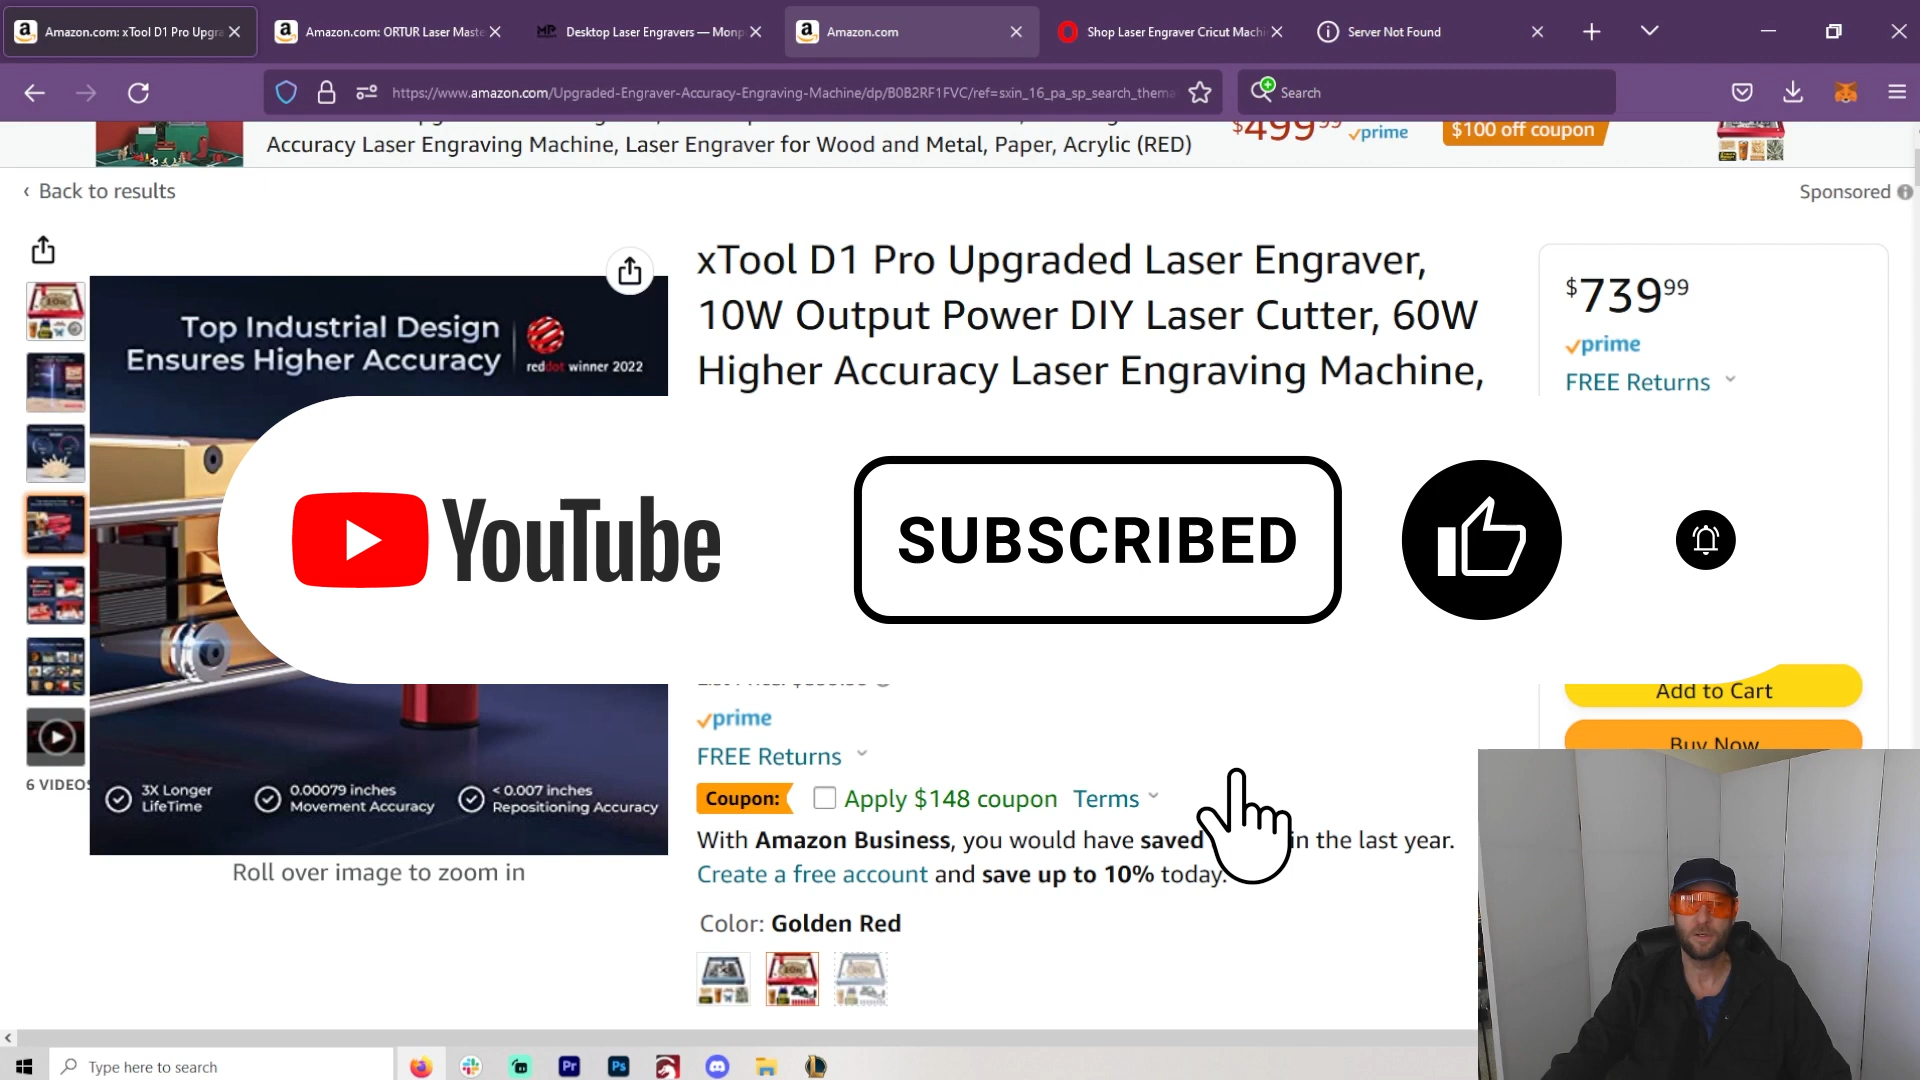 Amazon.com: xTool D1 Pro Upgra
Amazon.com: ORTUR Laser Maste
Desktop Laser Engravers — Monp
Amazon.com
Shop Laser Engraver Cricut Machi
Server Not Found
https://www.amazon.com/Upgraded-Engraver-Accuracy-Engraving-Machine/dp/B0B2RF1FVC/ref=sxin_16_pa_sp_search_thema
Search
Accuracy Laser Engraving Machine, Laser Engraver for Wood and Metal, Paper, Acrylic (RED)
$499.99
prime
$100 off coupon
‹ Back to results
Sponsored
xTool D1 Pro Upgraded Laser Engraver,
10W Output Power DIY Laser Cutter, 60W
Higher Accuracy Laser Engraving Machine,
$739.99
prime
FREE Returns
Top Industrial Design
Ensures Higher Accuracy
reddot winner 2022
YouTube
SUBSCRIBED
Add to Cart
Buy Now
prime
FREE Returns
Coupon: Apply $148 coupon Terms
With Amazon Business, you would have saved in the last year.
Create a free account and save up to 10% today.
6 VIDEOS
3X Longer
LifeTime
0.00079 inches
Movement Accuracy
< 0.007 inches
Repositioning Accuracy
Roll over image to zoom in
Color: Golden Red
Type here to search
Pr
Ps